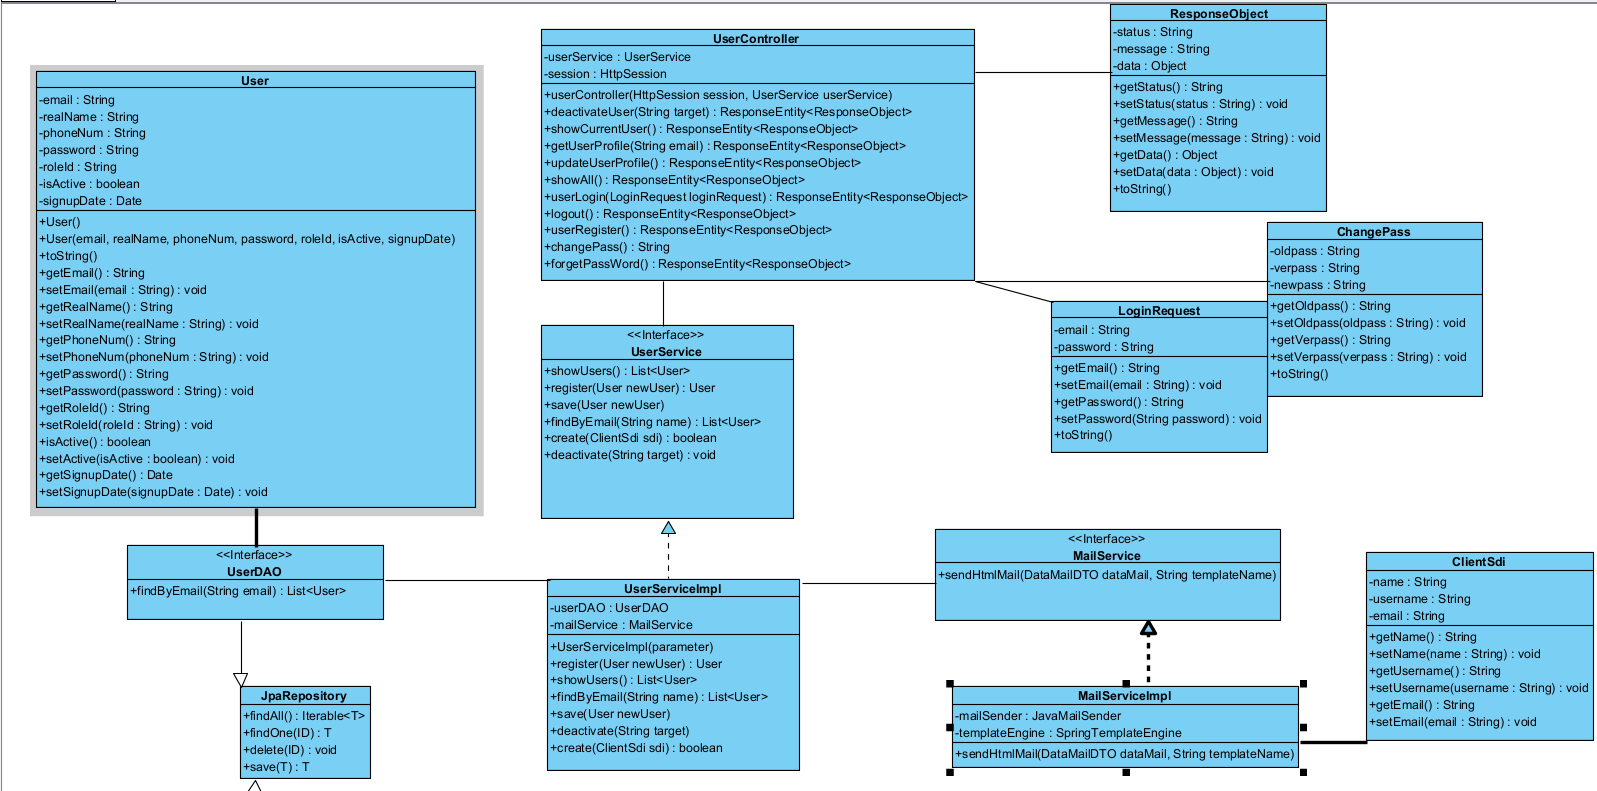 User
-email : String
-realName : String
-phoneNum : String
-password : String
-roleId : String
-isActive : boolean
-signupDate : Date
+User()
+User(email, realName, phoneNum, password, roleId, isActive, signupDate)
+toString()
+getEmail() : String
+setEmail(email : String) : void
+getRealName() : String
+setRealName(realName : String) : void
+getPhoneNum() : String
+setPhoneNum(phoneNum : String) : void
+getPassword() : String
+setPassword(password : String) : void
+getRoleId() : String
+setRoleId(roleId : String) : void
+isActive() : boolean
+setActive(isActive : boolean) : void
+getSignupDate() : Date
+setSignupDate(signupDate : Date) : void
UserController
-userService : UserService
-session : HttpSession
+userController(HttpSession session, UserService userService)
+deactivateUser(String target) : ResponseEntity<ResponseObject>
+showCurrentUser() : ResponseEntity<ResponseObject>
+getUserProfile(String email) : ResponseEntity<ResponseObject>
+updateUserProfile() : ResponseEntity<ResponseObject>
+showAll() : ResponseEntity<ResponseObject>
+userLogin(LoginRequest loginRequest) : ResponseEntity<ResponseObject>
+logout() : ResponseEntity<ResponseObject>
+userRegister() : ResponseEntity<ResponseObject>
+changePass() : String
+forgetPassWord() : ResponseEntity<ResponseObject>
ResponseObject
-status : String
-message : String
-data : Object
+getStatus() : String
+setStatus(status : String) : void
+getMessage() : String
+setMessage(message : String) : void
+getData() : Object
+setData(data : Object) : void
+toString()
ChangePass
-oldpass : String
-verpass : String
-newpass : String
+getOldpass() : String
+setOldpass(oldpass : String) : void
+getVerpass() : String
+setVerpass(verpass : String) : void
+toString()
LoginRequest
-email : String
-password : String
+getEmail() : String
+setEmail(email : String) : void
+getPassword() : String
+setPassword(String password) : void
+toString()
<<Interface>>
UserService
+showUsers() : List<User>
+register(User newUser) : User
+save(User newUser)
+findByEmail(String name) : List<User>
+create(ClientSdi sdi) : boolean
+deactivate(String target) : void
<<Interface>>
UserDAO
+findByEmail(String email) : List<User>
UserServiceImpl
-userDAO : UserDAO
-mailService : MailService
+UserServiceImpl(parameter)
+register(User newUser) : User
+showUsers() : List<User>
+findByEmail(String name) : List<User>
+save(User newUser)
+deactivate(String target)
+create(ClientSdi sdi) : boolean
<<Interface>>
MailService
+sendHtmlMail(DataMailDTO dataMail, String templateName)
ClientSdi
-name : String
-username : String
-email : String
+getName() : String
+setName(name : String) : void
+getUsername() : String
+setUsername(username : String) : void
+getEmail() : String
+setEmail(email : String) : void
JpaRepository
+findAll() : Iterable<T>
+findOne(ID) : T
+delete(ID) : void
+save(T) : T
MailServiceImpl
-mailSender : JavaMailSender
-templateEngine : SpringTemplateEngine
+sendHtmlMail(DataMailDTO dataMail, String templateName)